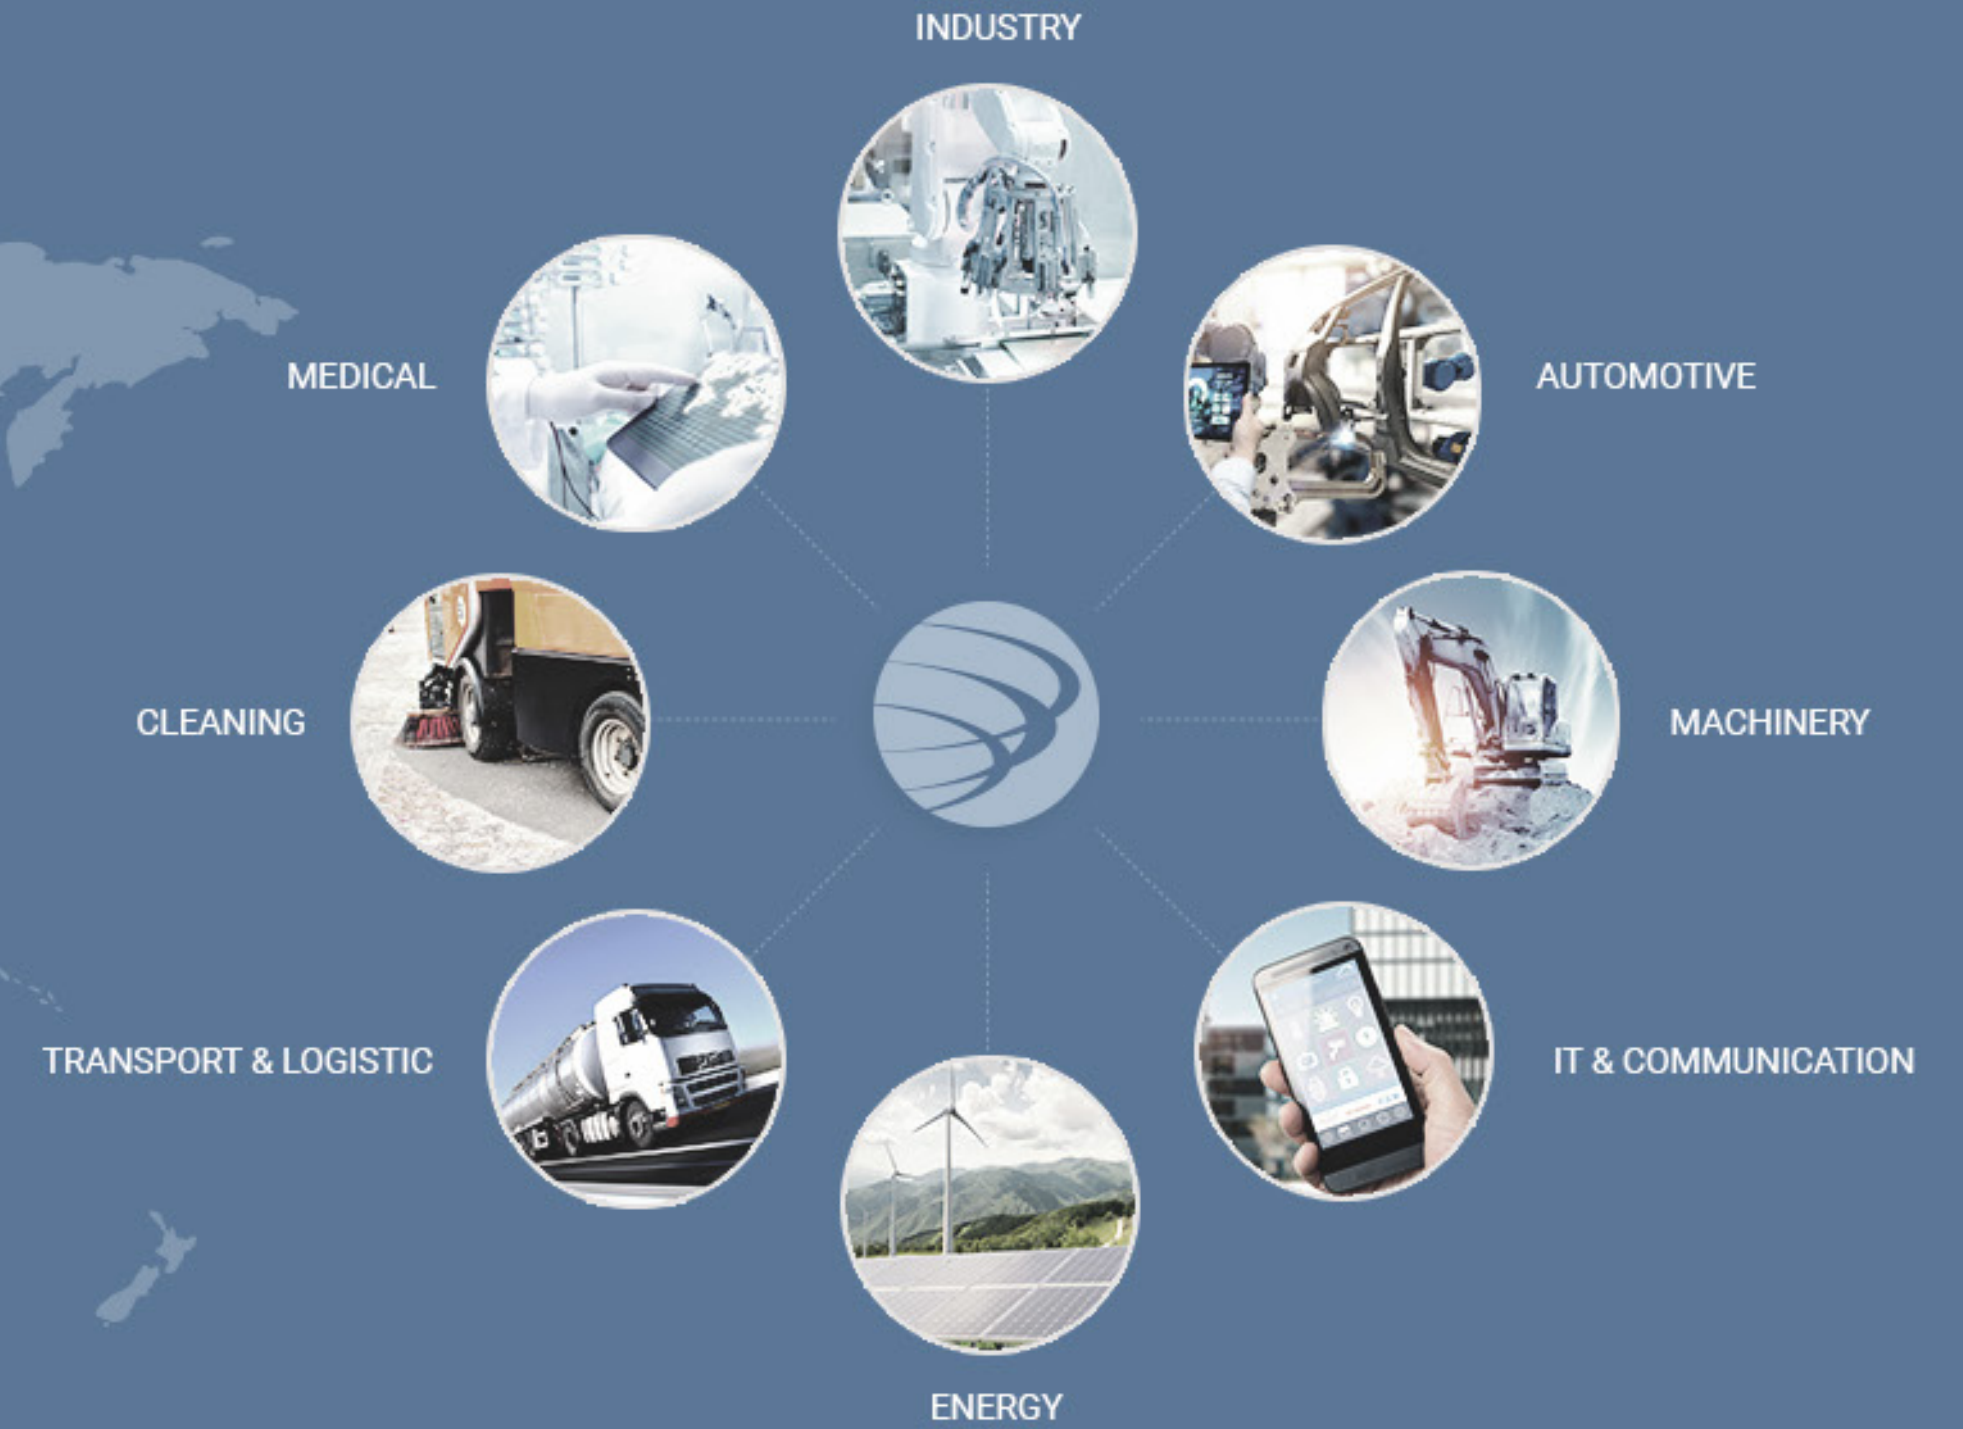 INDUSTRY
MEDICAL
AUTOMOTIVE
CLEANING
MACHINERY
TRANSPORT & LOGISTIC
IT & COMMUNICATION
ENERGY